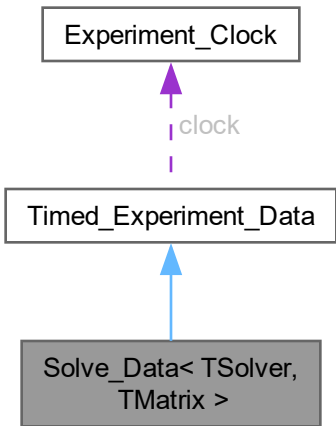 Experiment_Clock
clock
Timed_Experiment_Data
Solve_Data< TSolver,
TMatrix >